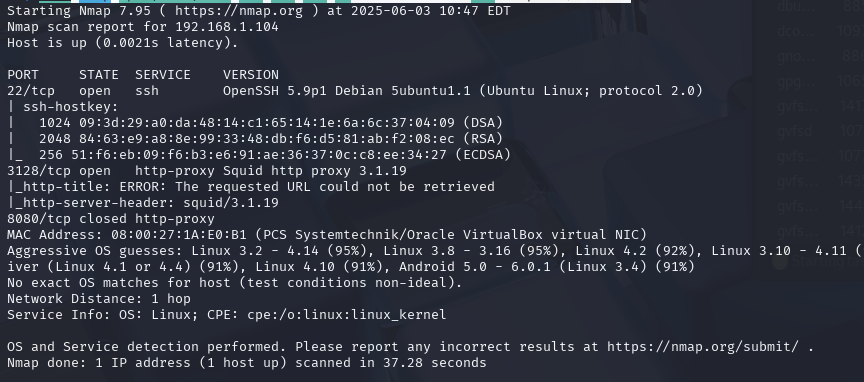 Starting Nmap 7.95 ( https://nmap.org ) at 2025-06-03 10:47 EDT
Nmap scan report for 192.168.1.104
Host is up (0.0021s latency).

PORT     STATE  SERVICE    VERSION
22/tcp   open   ssh        OpenSSH 5.9p1 Debian 5ubuntu1.1 (Ubuntu Linux; protocol 2.0)
| ssh-hostkey:
|   1024 09:3d:29:a0:da:48:14:c1:65:14:1e:6a:6c:37:04:09 (DSA)
|   2048 84:63:e9:a8:8e:99:33:48:db:f6:d5:81:ab:f2:08:ec (RSA)
|_  256 51:f6:eb:09:f6:b3:e6:91:ae:36:37:0c:c8:ee:34:27 (ECDSA)
3128/tcp open   http-proxy Squid http proxy 3.1.19
|_http-title: ERROR: The requested URL could not be retrieved
|_http-server-header: squid/3.1.19
8080/tcp closed http-proxy
MAC Address: 08:00:27:1A:E0:B1 (PCS Systemtechnik/Oracle VirtualBox virtual NIC)
Aggressive OS guesses: Linux 3.2 - 4.14 (95%), Linux 3.8 - 3.16 (95%), Linux 4.2 (92%), Linux 3.10 - 4.11 (
iver (Linux 4.1 or 4.4) (91%), Linux 4.10 (91%), Android 5.0 - 6.0.1 (Linux 3.4) (91%)
No exact OS matches for host (test conditions non-ideal).
Network Distance: 1 hop
Service Info: OS: Linux; CPE: cpe:/o:linux:linux_kernel

OS and Service detection performed. Please report any incorrect results at https://nmap.org/submit/ .
Nmap done: 1 IP address (1 host up) scanned in 37.28 seconds